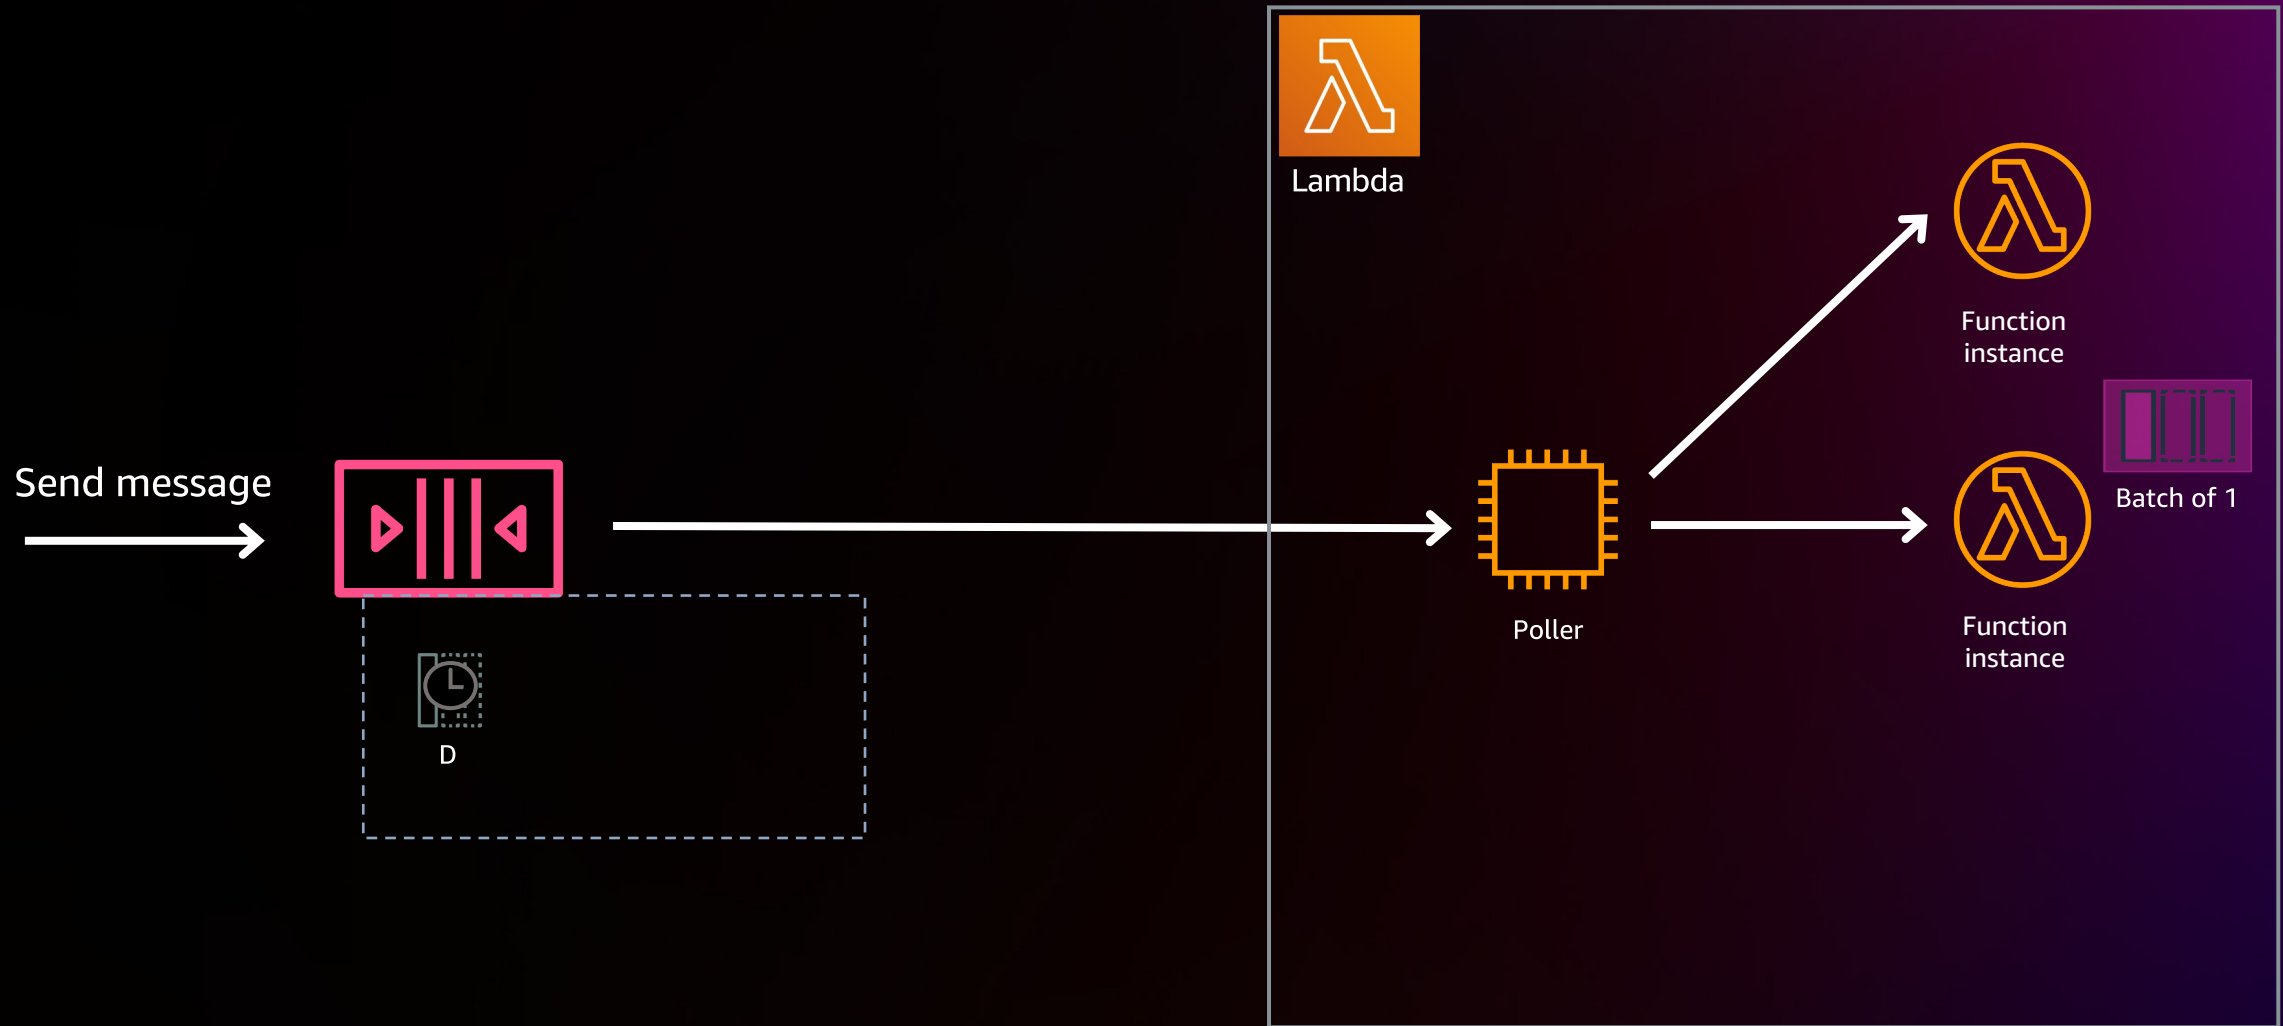 Lambda
Function
instance
Send message
Batch of 1
Poller
Function
instance
D